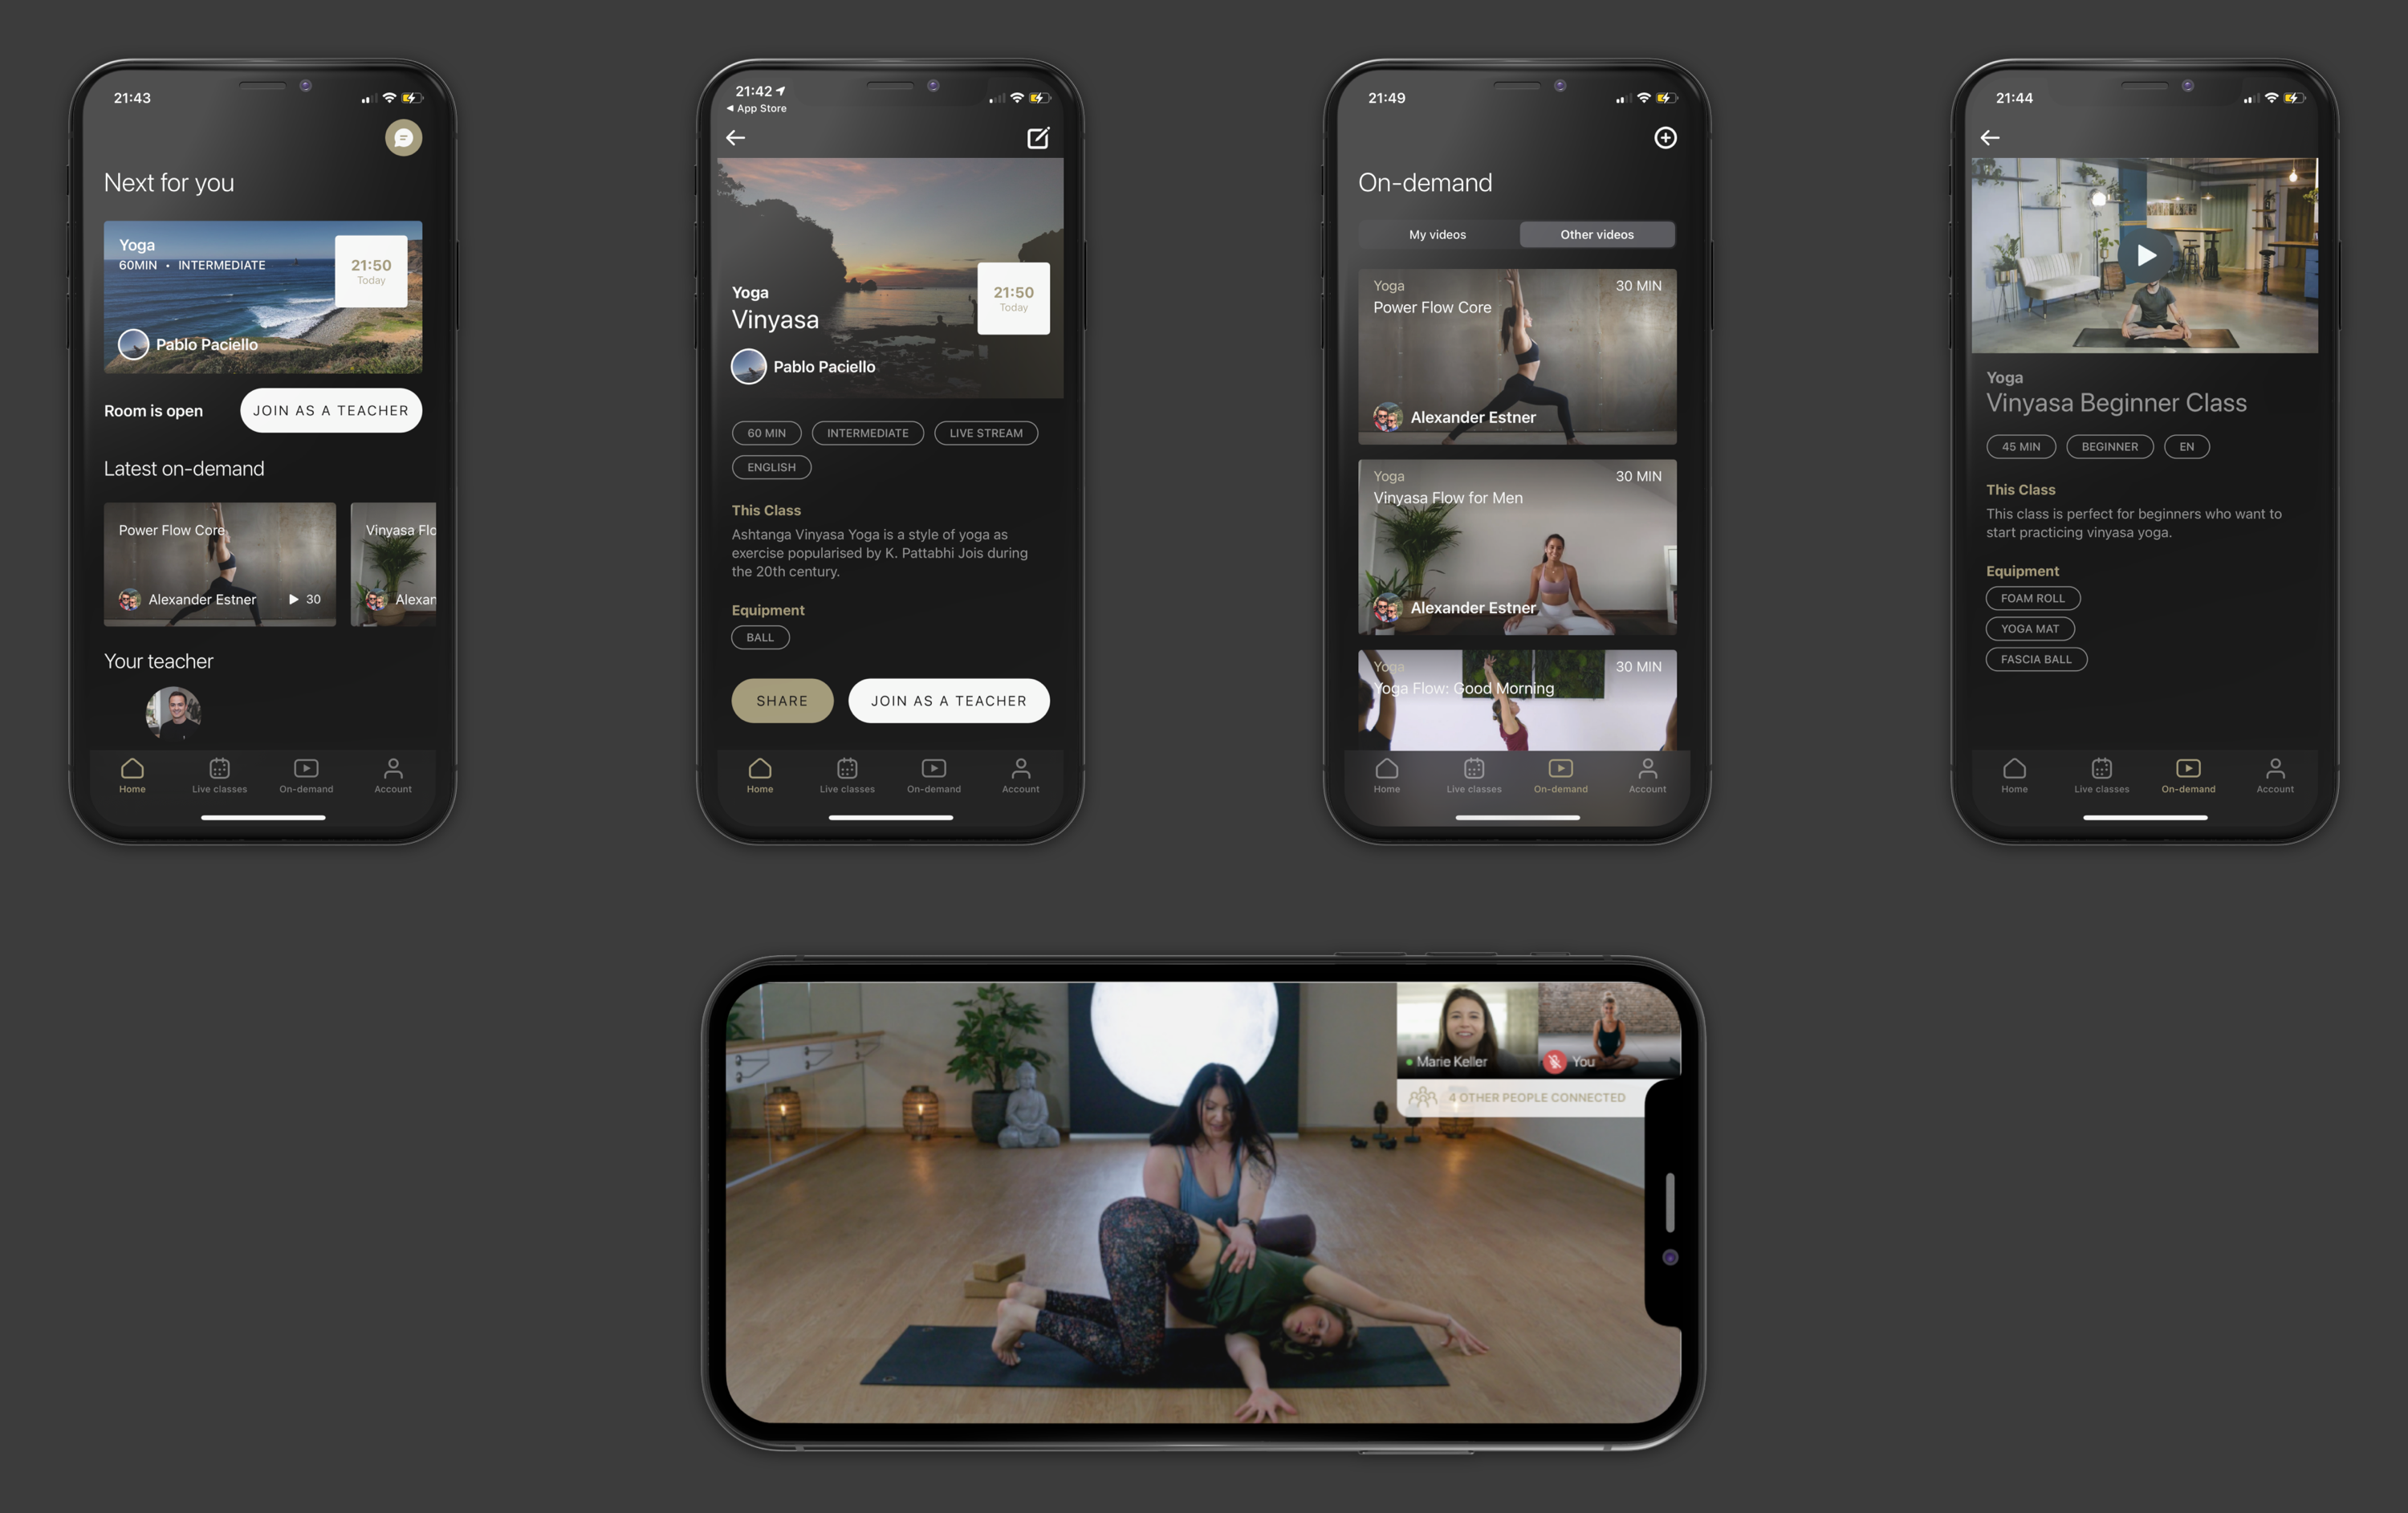 21:43
Next for you
Yoga
60MIN • INTERMEDIATE
21:50
Today
Pablo Paciello
Room is open
JOIN AS A TEACHER
Latest on-demand
Power Flow Core
Alexander Estner
30
Vinyasa Flo
Alexan
Your teacher
Home
Live classes
On-demand
Account
21:42
App Store
Yoga
Vinyasa
21:50
Today
Pablo Paciello
60 MIN
INTERMEDIATE
LIVE STREAM
ENGLISH
This Class
Ashtanga Vinyasa Yoga is a style of yoga as
exercise popularised by K. Pattabhi Jois during
the 20th century.
Equipment
BALL
SHARE
JOIN AS A TEACHER
Home
Live classes
On-demand
Account
21:49
On-demand
My videos
Other videos
Yoga
30 MIN
Power Flow Core
Alexander Estner
Yoga
30 MIN
Vinyasa Flow for Men
Alexander Estner
Yoga
30 MIN
Yoga Flow: Good Morning
Home
Live classes
On-demand
Account
21:44
Yoga
Vinyasa Beginner Class
45 MIN
BEGINNER
EN
This Class
This class is perfect for beginners who want to
start practicing vinyasa yoga.
Equipment
FOAM ROLL
YOGA MAT
FASCIA BALL
Home
Live classes
On-demand
Account
Marie Keller
You
4 OTHER PEOPLE CONNECTED